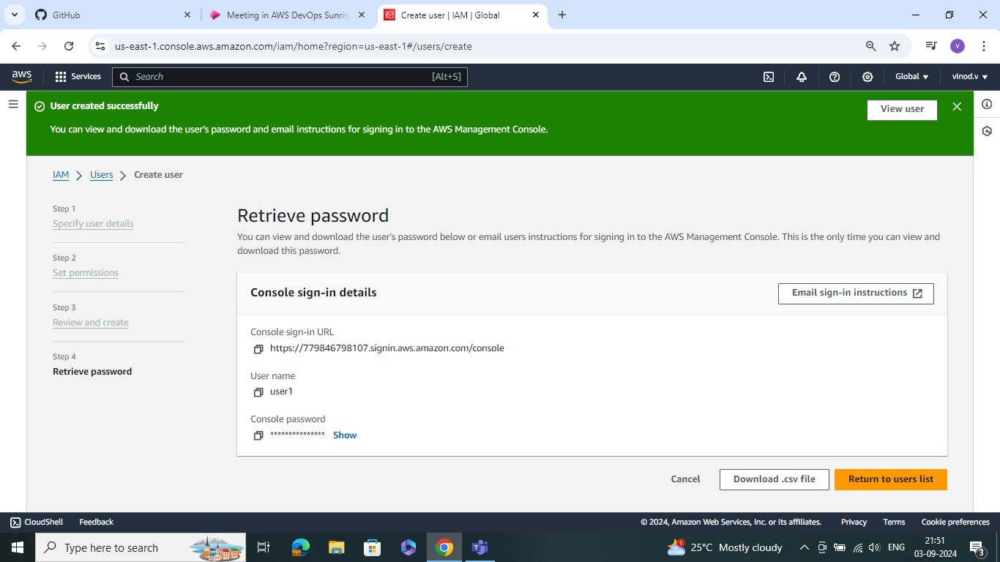 GitHub
Meeting in AWS DevOps Sunris
Create user | IAM | Global
us-east-1.console.aws.amazon.com/iam/home?region=us-east-1#/users/create
V
aws
Services
Search
[Alt+S]
Global
vinod.v
User created successfully
You can view and download the user's password and email instructions for signing in to the AWS Management Console.
View user
IAM
Users
Create user
Step 1
Specify user details
Step 2
Set permissions
Step 3
Review and create
Step 4
Retrieve password
Retrieve password
You can view and download the user's password below or email users instructions for signing in to the AWS Management Console. This is the only time you can view and
download this password.
Console sign-in details
Email sign-in instructions
Console sign-in URL
https://779846798107.signin.aws.amazon.com/console
User name
user1
Console password
***************
Show
Cancel
Download .csv file
Return to users list
CloudShell
Feedback
© 2024, Amazon Web Services, Inc. or its affiliates.
Privacy
Terms
Cookie preferences
Type here to search
1
25°C Mostly cloudy
ENG
21:51
03-09-2024
3